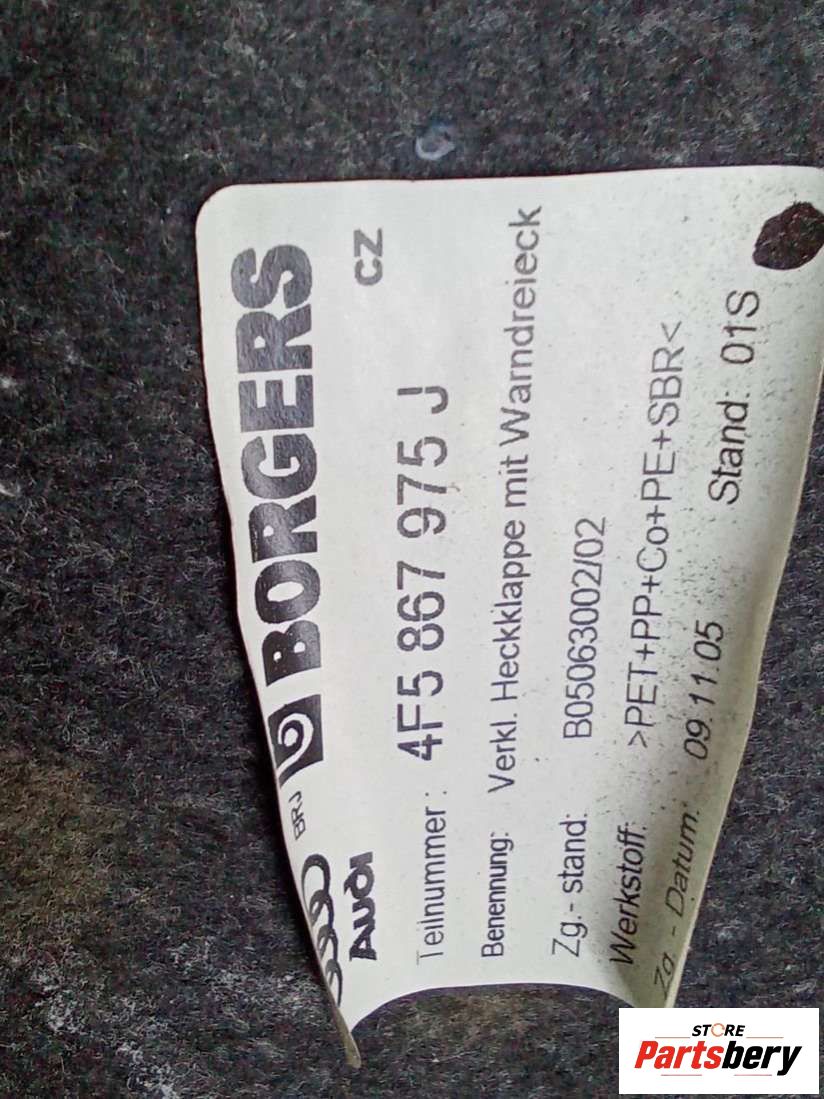 BRJ BORGERS
Audi CZ
Teilnummer: 4F5 867 975 J
Benennung: Verkl. Heckklappe mit Warndreieck
Zg.- stand: B05063002/02
Werkstoff: >PET+PP+Co+PE+SBR<
Zg. - Datum: 09.11.05 Stand: 01S
STORE
Partsbery